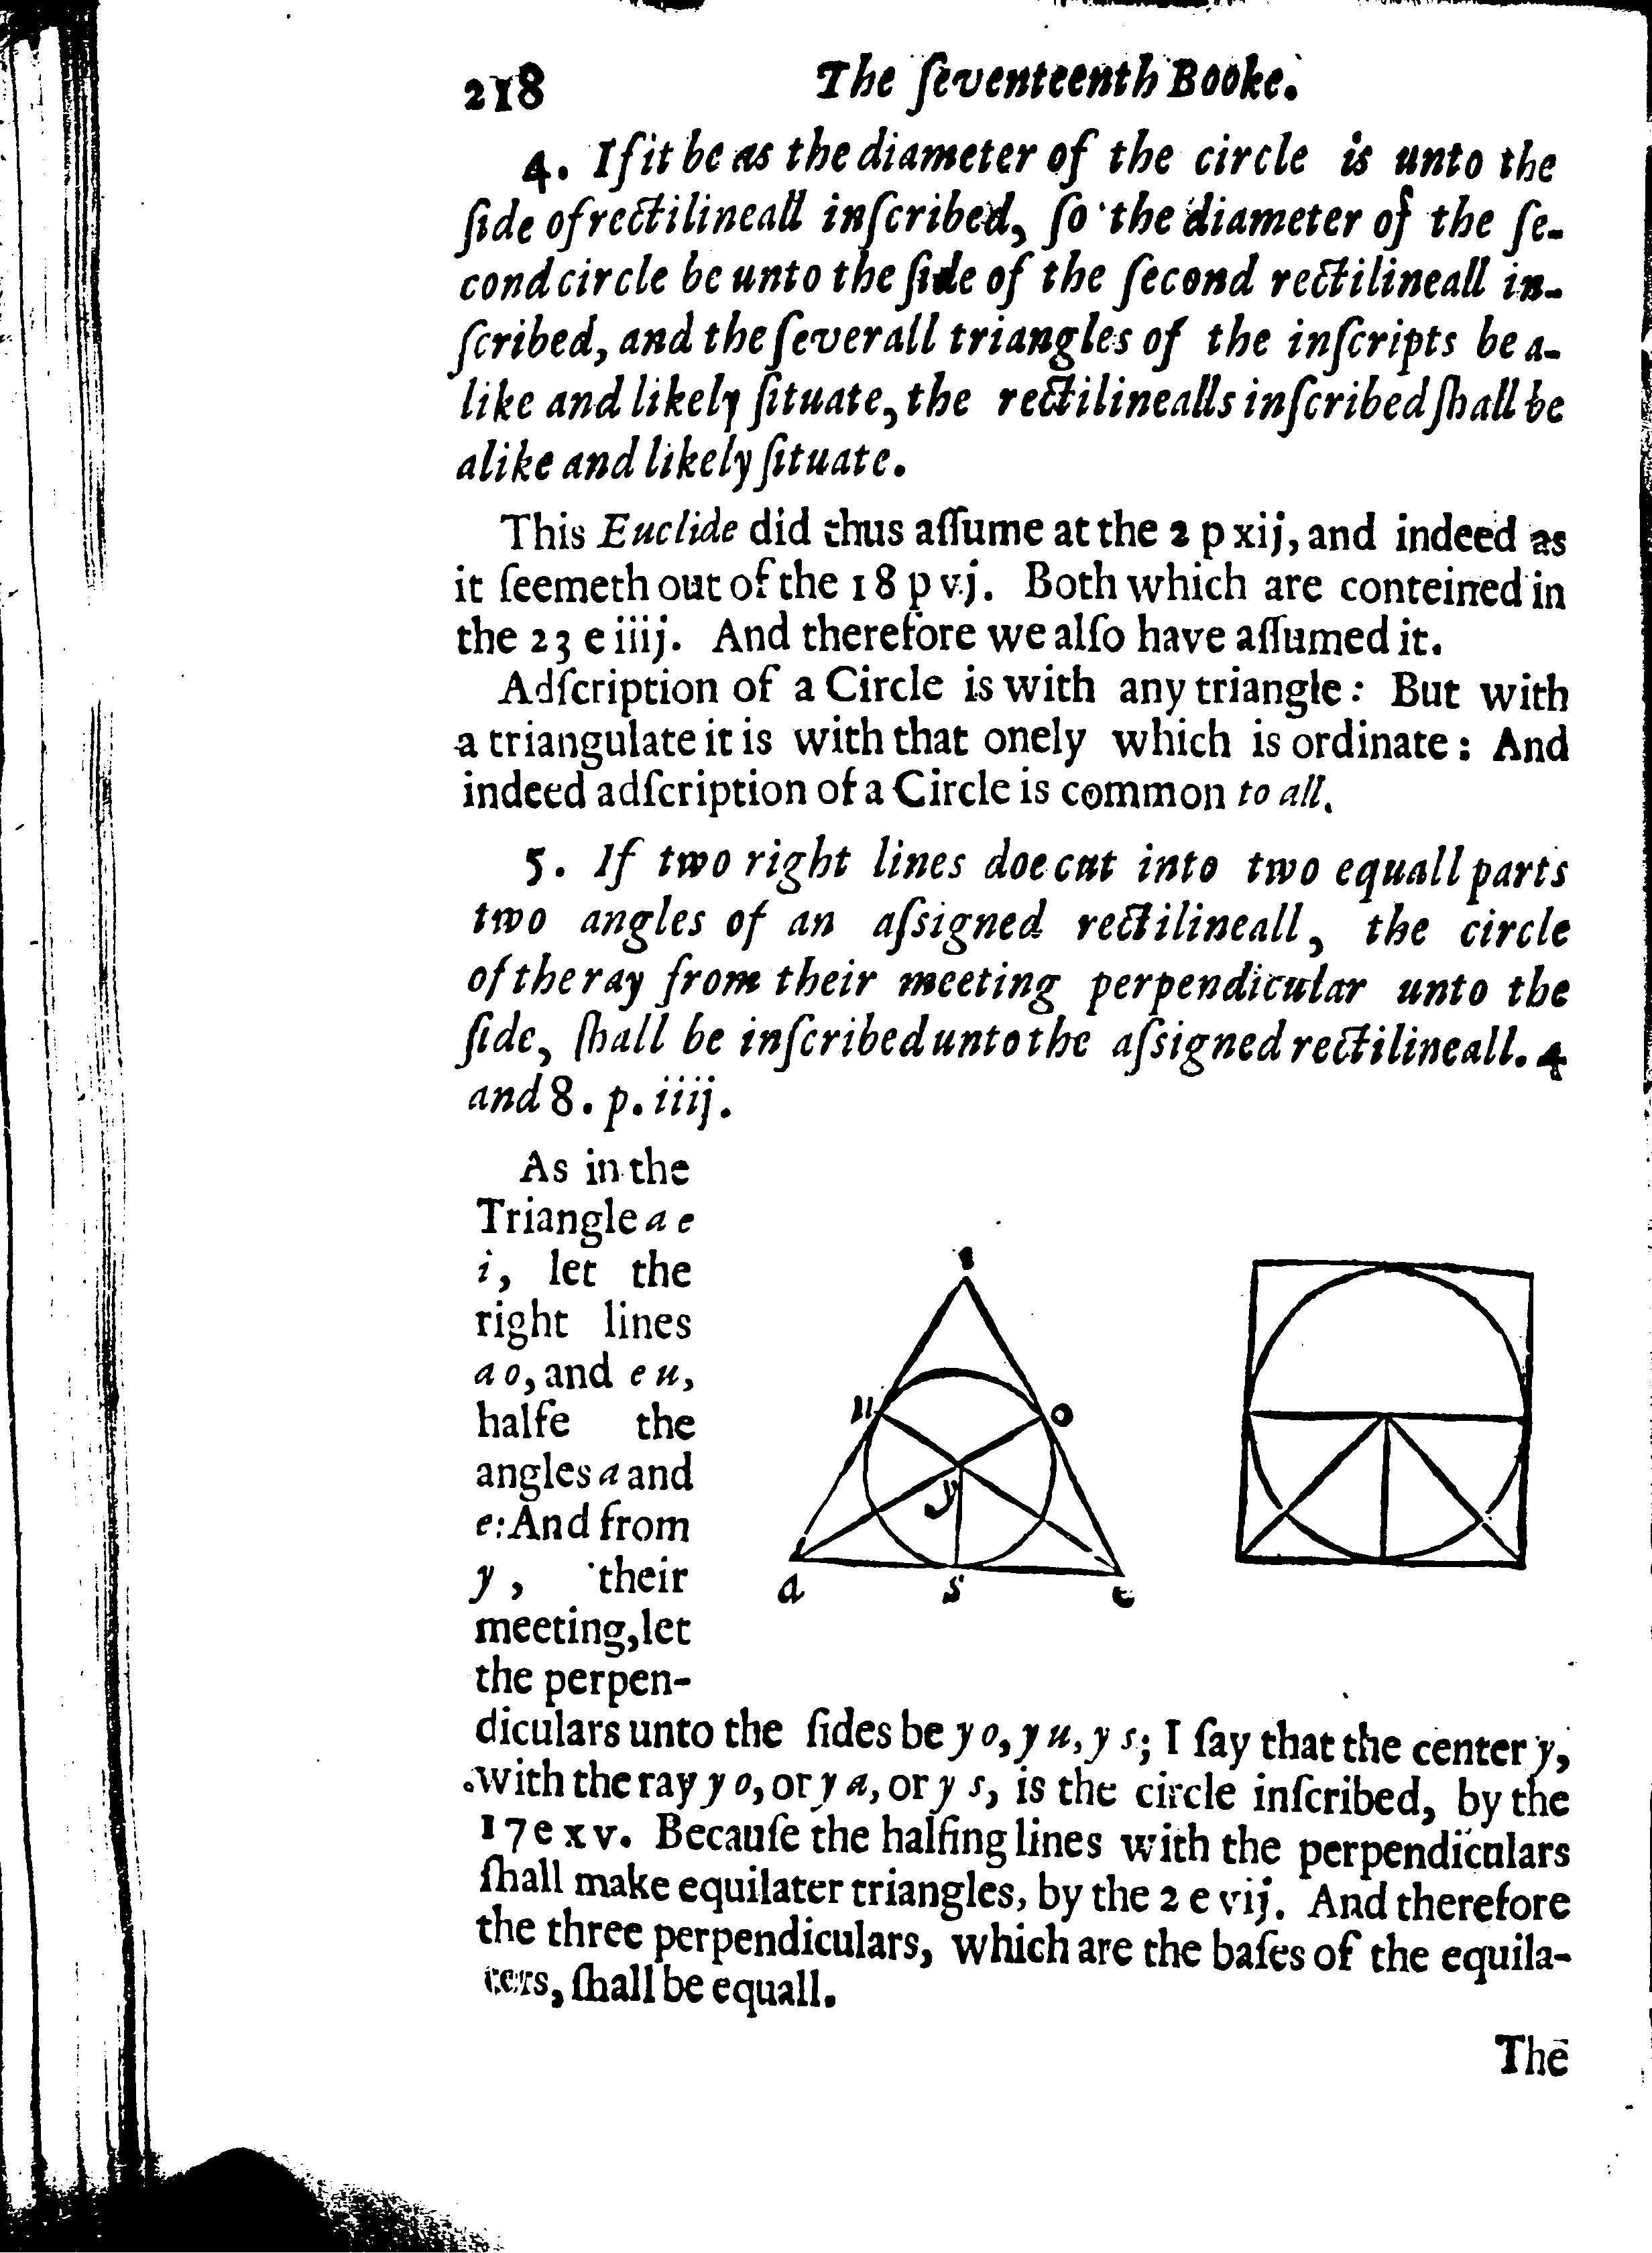 218 The ſeventeenth Booke.
4. If it be as the diameter of the circle is unto the
ſide of rectilineall inſcribed, ſo the diameter of the ſe-
cond circle be unto the ſide of the ſecond rectilineall in-
ſcribed, and the ſeverall triangles of the inſcripts be a-
like and likely ſituate, the rectilinealls inſcribed ſhall be
alike and likely ſituate.
This Euclide did thus aſſume at the 2 p xij, and indeed as
it ſeemeth out of the 18 p vj. Both which are conteined in
the 23 e iiij. And therefore we alſo have aſſumed it.
Adſcription of a Circle is with any triangle: But with
a triangulate it is with that onely which is ordinate: And
indeed adſcription of a Circle is common to all.
5. If two right lines doe cut into two equall parts
two angles of an aſsigned rectilineall, the circle
of the ray from their meeting perpendicular unto the
ſide, ſhall be inſcribed unto the aſsigned rectilineall. 4
and 8. p. iiij.
As in the
Triangle a e
i, let the
right lines
a o, and e u,
halfe the
angles a and
e: And from
y, their
meeting, let
the perpen-
diculars unto the ſides be y o, y u, y s; I ſay that the center y,
with the ray y o, or y a, or y s, is the circle inſcribed, by the
17 e xv. Becauſe the halfing lines with the perpendiculars
ſhall make equilater triangles, by the 2 e vij. And therefore
the three perpendiculars, which are the baſes of the equila-
ters, ſhall be equall.
The
i
u
o
y
a
s
e